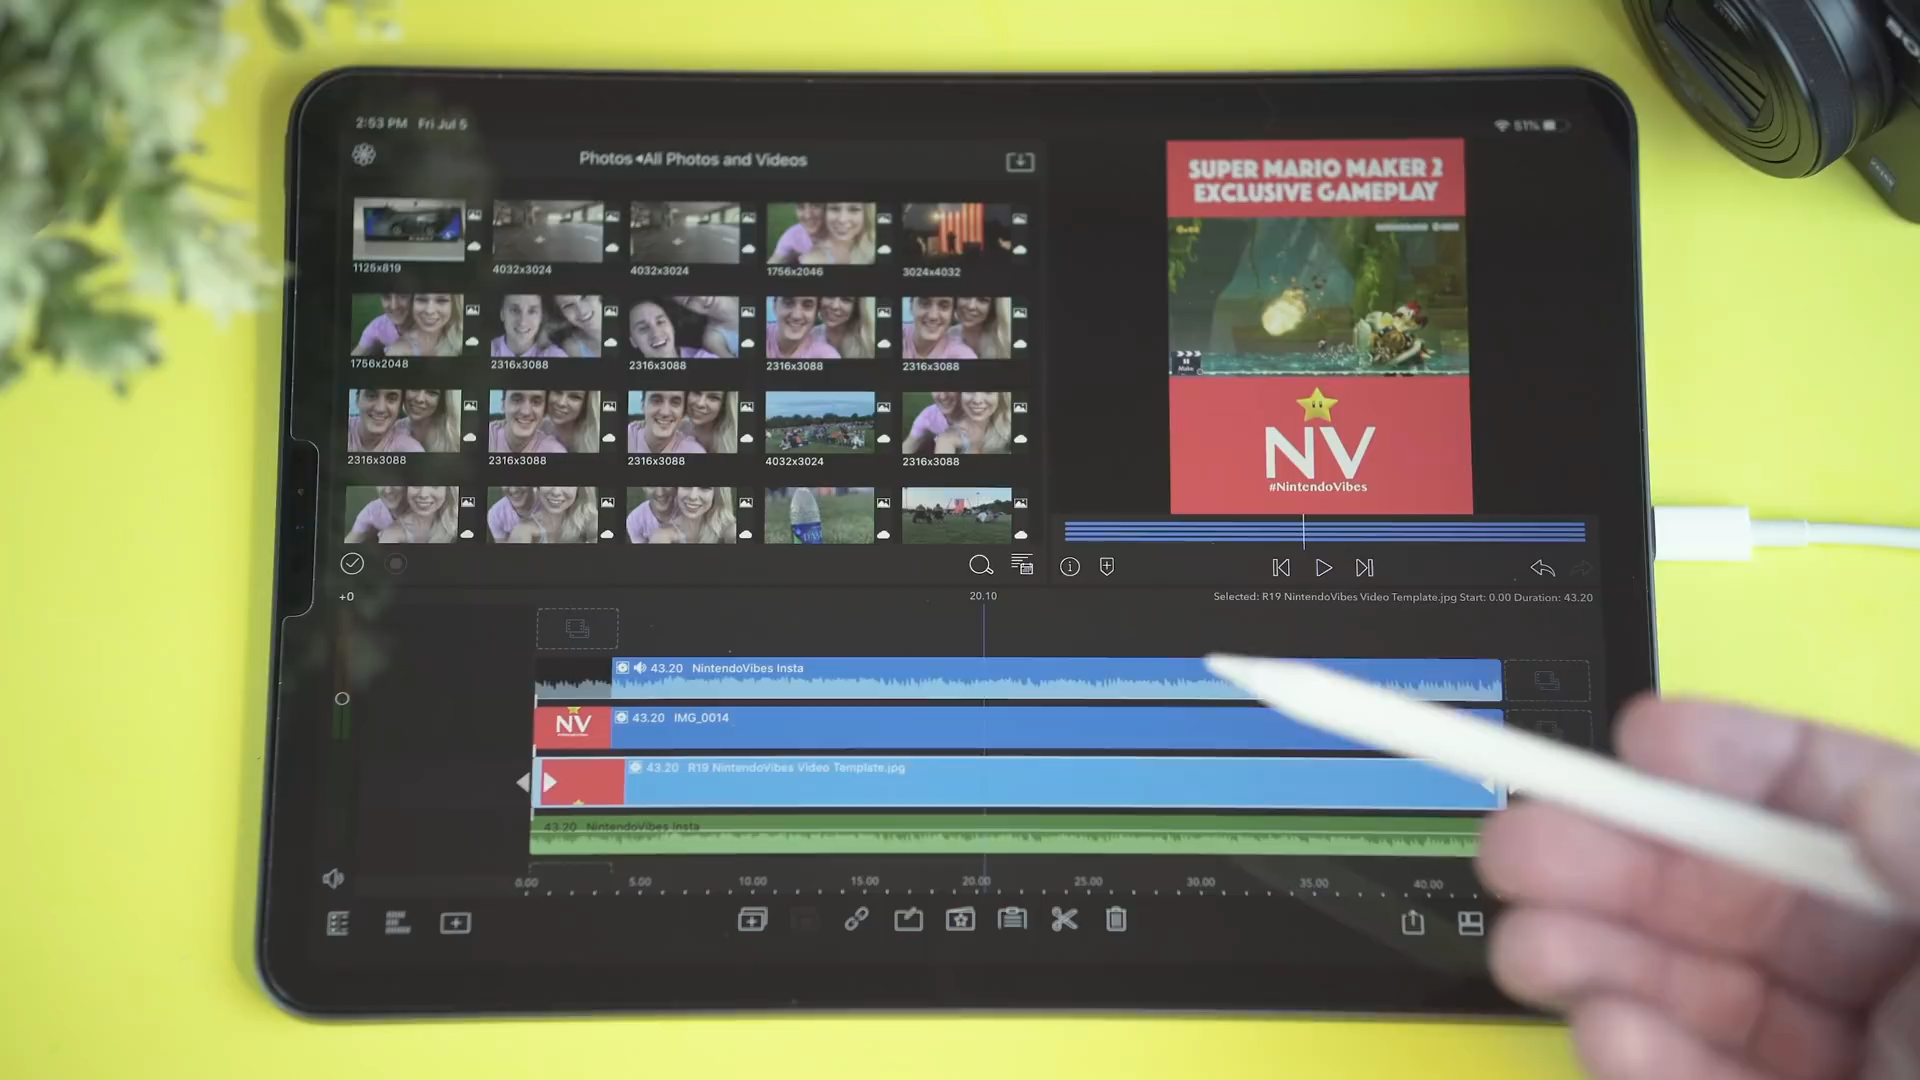 2:53 PM Fri Jul 5
51%
Photos ◂All Photos and Videos
1125x819
4032x3024
4032x3024
1756x2046
3024x4032
1756x2048
2316x3088
2316x3088
2316x3088
2316x3088
2316x3088
2316x3088
2316x3088
4032x3024
2316x3088
SUPER MARIO MAKER 2
EXCLUSIVE GAMEPLAY
NV
#NintendoVibes
+0
20.10
Selected: R19 NintendoVibes Video Template.jpg Start: 0.00 Duration: 43.20
43.20 NintendoVibes Insta
NV
43.20 IMG_0014
43.20 R19 NintendoVibes Video Template.jpg
43.20 NintendoVibes Insta
0.00 5.00 10.00 15.00 20.00 25.00 30.00 35.00 40.00